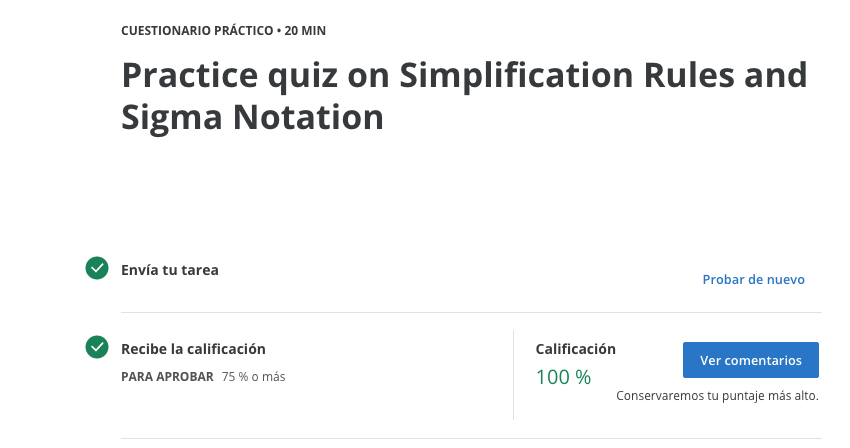 CUESTIONARIO PRÁCTICO • 20 MIN
Practice quiz on Simplification Rules and
Sigma Notation
Envía tu tarea
Probar de nuevo
Recibe la calificación
PARA APROBAR 75 % o más
Calificación
100 %
Ver comentarios
Conservaremos tu puntaje más alto.